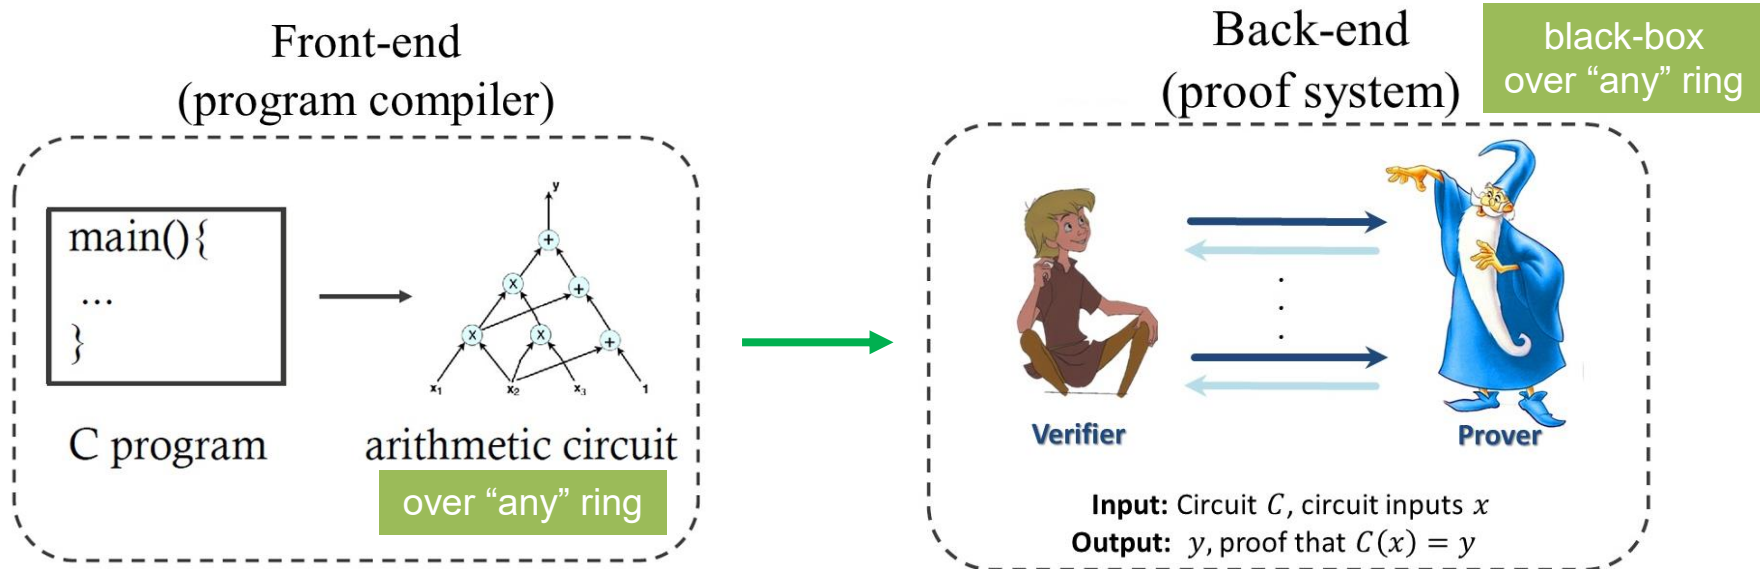 Front-end
(program compiler)
main(){
...
}
C program
y
+
x
+
x
x
+
x₁
x₂
x₃
1
arithmetic circuit
over “any” ring
Back-end
(proof system)
black-box
over “any” ring
Verifier
Prover
Input: Circuit C, circuit inputs x
Output: y, proof that C(x) = y